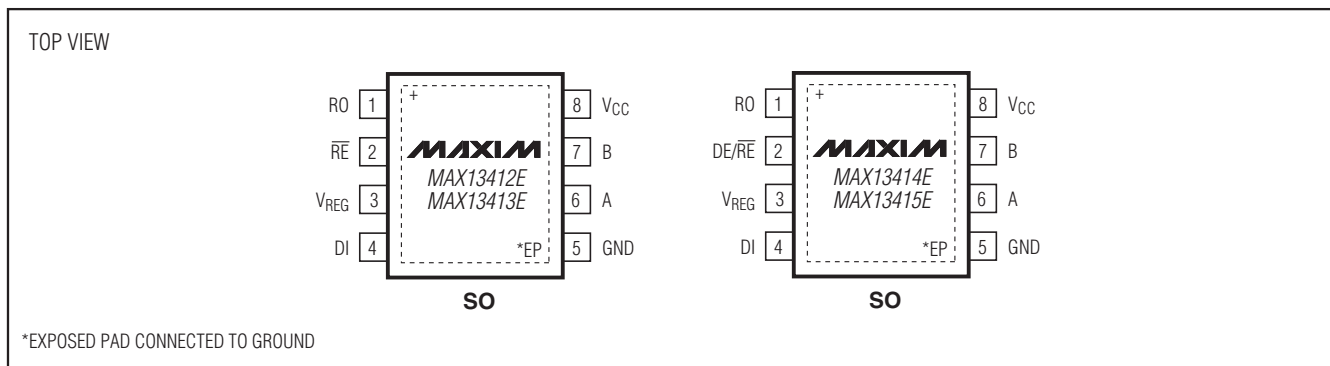 TOP VIEW
RO 1
R̅E̅ 2
VREG 3
DI 4
+
MAXIM
MAX13412E
MAX13413E
*EP
8 VCC
7 B
6 A
5 GND
SO
RO 1
DE/R̅E̅ 2
VREG 3
DI 4
+
MAXIM
MAX13414E
MAX13415E
*EP
8 VCC
7 B
6 A
5 GND
SO
*EXPOSED PAD CONNECTED TO GROUND